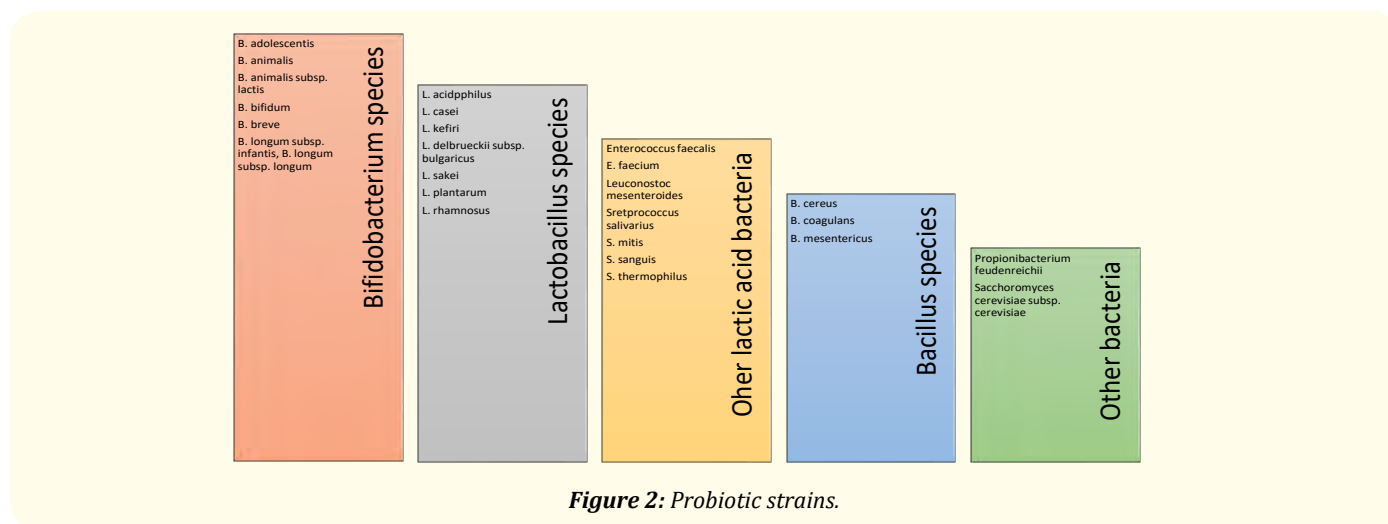 B. adolescentis
B. animalis
B. animalis subsp.
lactis
B. bifidum
B. breve
B. longum subsp.
infantis, B. longum
subsp. longum
Bifidobacterium species
L. acidpphilus
L. casei
L. kefiri
L. delbrueckii subsp.
bulgaricus
L. sakei
L. plantarum
L. rhamnosus
Lactobacillus species
Enterococcus faecalis
E. faecium
Leuconostoc
mesenteroides
Sretprococcus
salivarius
S. mitis
S. sanguis
S. thermophilus
Oher lactic acid bacteria
B. cereus
B. coagulans
B. mesentericus
Bacillus species
Propionibacterium
feudenreichii
Sacchoromyces
cerevisiae subsp.
cerevisiae
Other bacteria
Figure 2: Probiotic strains.